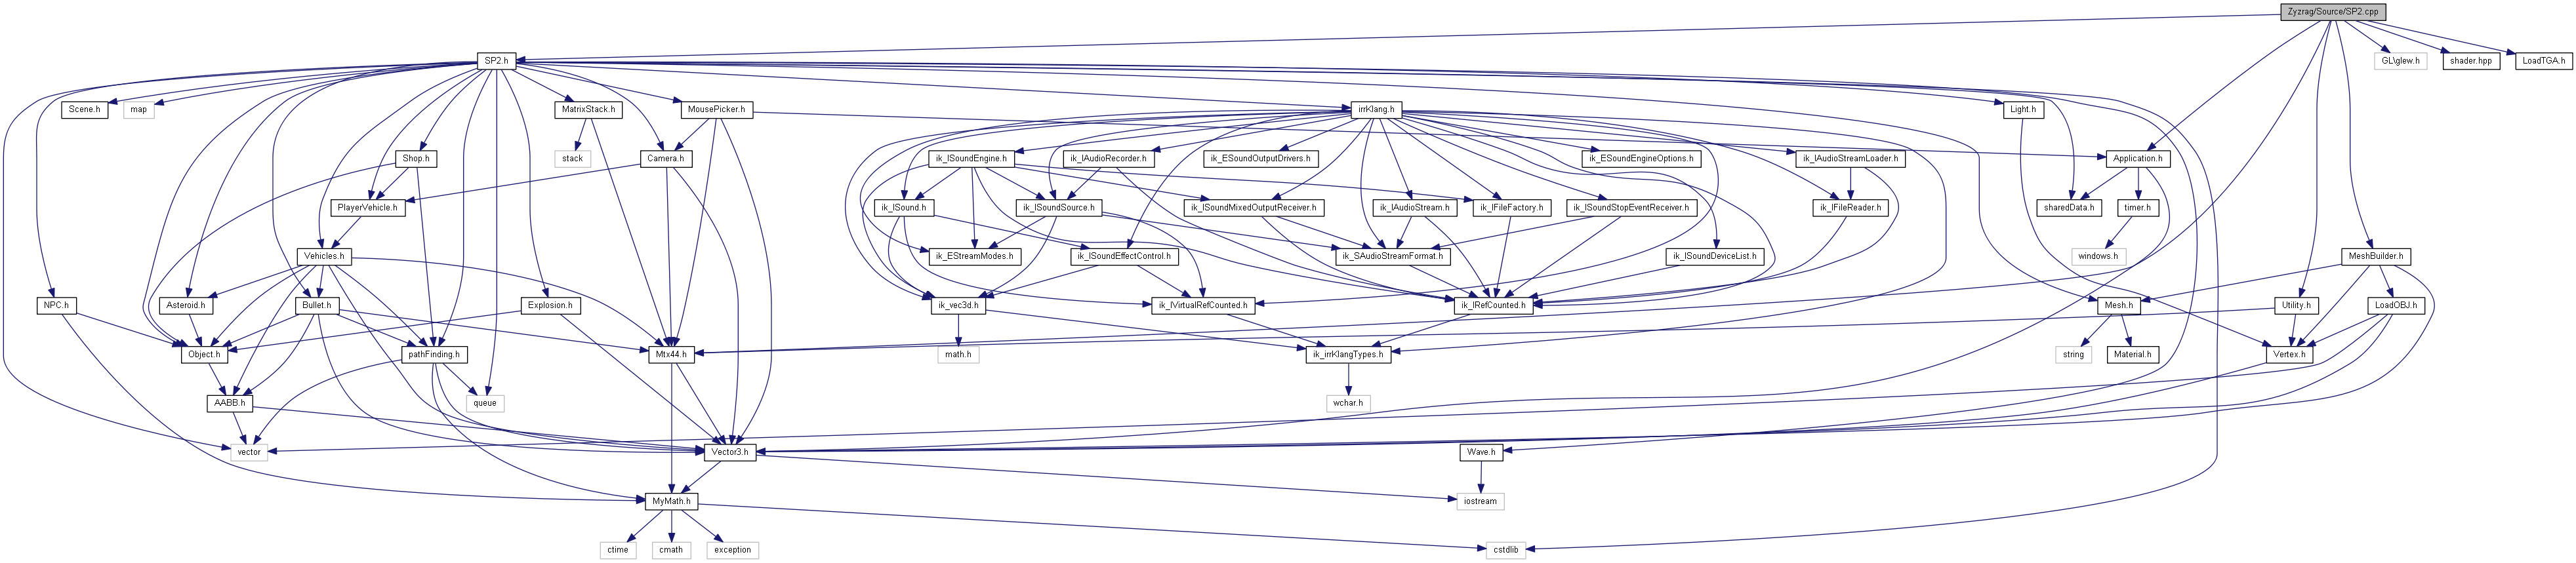 Zyzrag/Source/SP2.cpp
SP2.h
GL\glew.h
shader.hpp
LoadTGA.h
Scene.h
map
MatrixStack.h
MousePicker.h
irrKlang.h
Light.h
stack
Shop.h
Camera.h
ik_ISoundEngine.h
ik_IAudioRecorder.h
ik_ESoundOutputDrivers.h
ik_ESoundEngineOptions.h
ik_IAudioStreamLoader.h
Application.h
PlayerVehicle.h
ik_ISound.h
ik_ISoundSource.h
ik_ISoundMixedOutputReceiver.h
ik_IAudioStream.h
ik_IFileFactory.h
ik_ISoundStopEventReceiver.h
ik_IFileReader.h
sharedData.h
timer.h
Vehicles.h
ik_EStreamModes.h
ik_ISoundEffectControl.h
ik_SAudioStreamFormat.h
ik_ISoundDeviceList.h
windows.h
MeshBuilder.h
NPC.h
Asteroid.h
Bullet.h
Explosion.h
ik_vec3d.h
ik_IVirtualRefCounted.h
ik_IRefCounted.h
Mesh.h
Utility.h
LoadOBJ.h
Object.h
pathFinding.h
Mtx44.h
math.h
ik_irrKlangTypes.h
string
Material.h
Vertex.h
AABB.h
queue
wchar.h
vector
Vector3.h
Wave.h
MyMath.h
iostream
ctime
cmath
exception
cstdlib